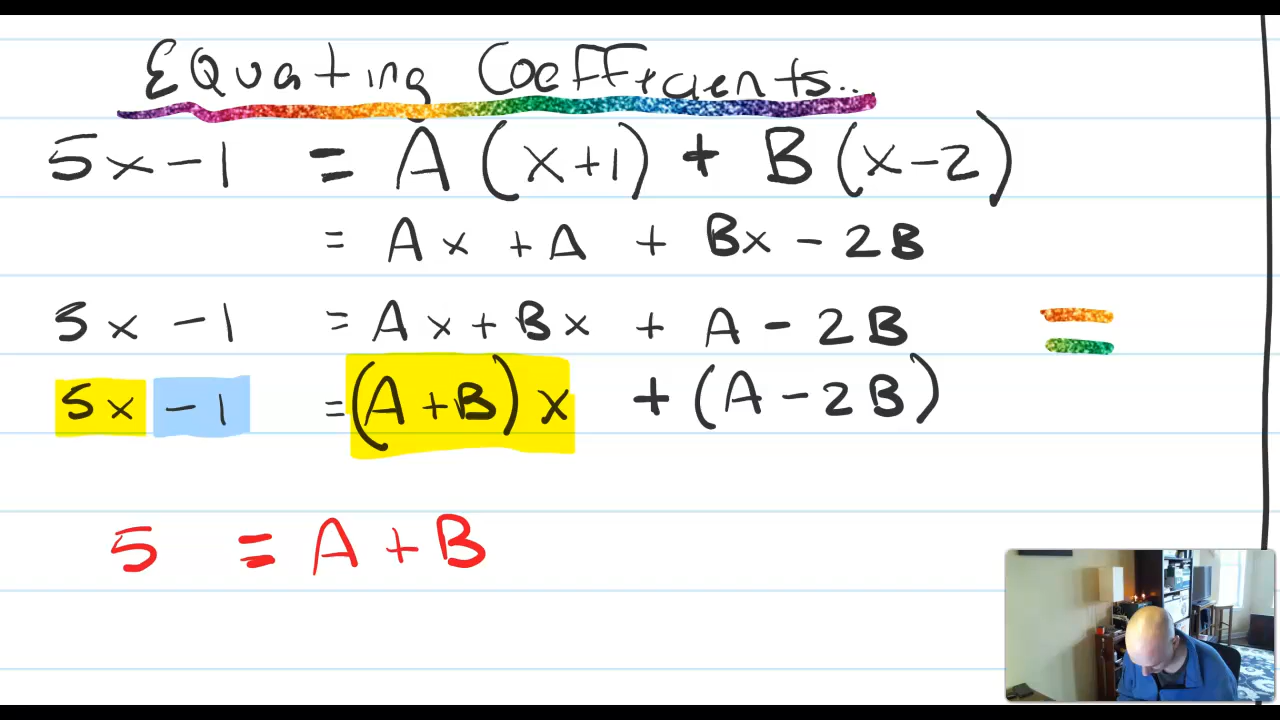 Equating Coefficients...
5x - 1 = A(x+1) + B(x-2)
= Ax + A + Bx - 2B
5x - 1 = Ax + Bx + A - 2B
5x - 1 = (A+B)x + (A - 2B)
=
5 = A + B